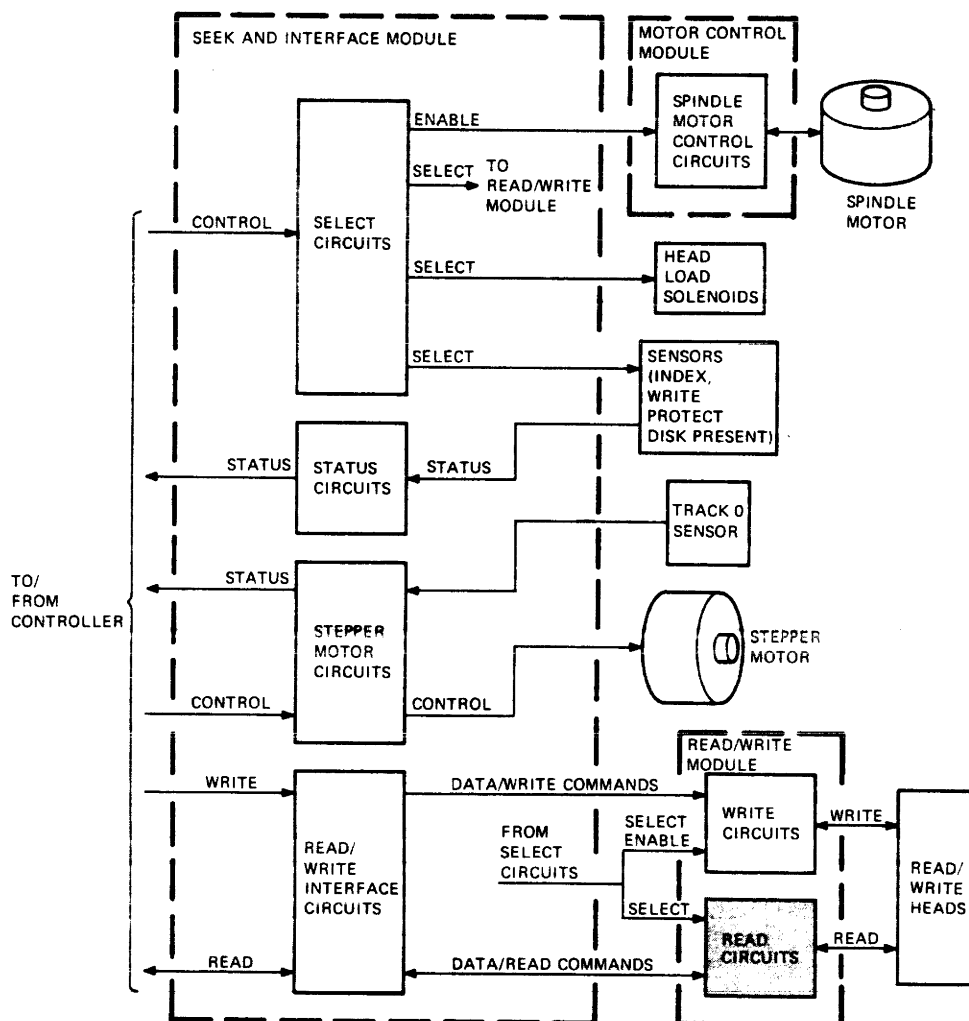 SEEK AND INTERFACE MODULE
MOTOR CONTROL
MODULE
ENABLE
SPINDLE
MOTOR
CONTROL
CIRCUITS
SPINDLE
MOTOR
SELECT
TO
READ/WRITE
MODULE
CONTROL
SELECT
CIRCUITS
SELECT
HEAD
LOAD
SOLENOIDS
SELECT
SENSORS
(INDEX,
WRITE
PROTECT
DISK PRESENT)
STATUS
STATUS
CIRCUITS
STATUS
TRACK 0
SENSOR
TO/
FROM
CONTROLLER
STATUS
STEPPER
MOTOR
CIRCUITS
STEPPER
MOTOR
CONTROL
CONTROL
READ/WRITE
MODULE
WRITE
DATA/WRITE COMMANDS
WRITE
CIRCUITS
WRITE
READ/
WRITE
INTERFACE
CIRCUITS
FROM
SELECT
CIRCUITS
SELECT
ENABLE
SELECT
READ/
WRITE
HEADS
READ
CIRCUITS
READ
READ
DATA/READ COMMANDS